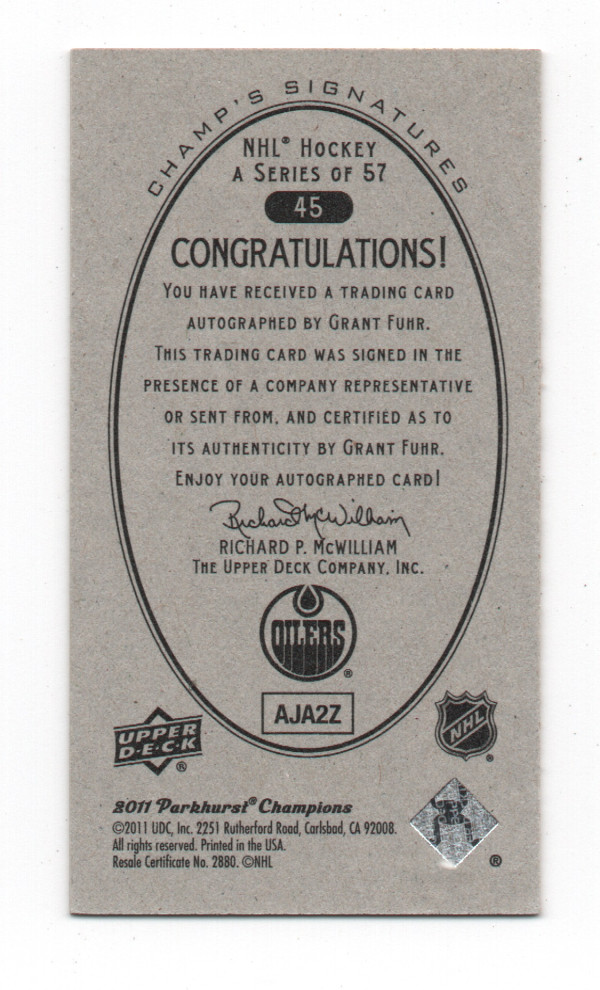 CHAMP'S SIGNATURES
NHL® HOCKEY
A SERIES OF 57
45
CONGRATULATIONS!
YOU HAVE RECEIVED A TRADING CARD
AUTOGRAPHED BY GRANT FUHR.
THIS TRADING CARD WAS SIGNED IN THE
PRESENCE OF A COMPANY REPRESENTATIVE
OR SENT FROM, AND CERTIFIED AS TO
ITS AUTHENTICITY BY GRANT FUHR.
ENJOY YOUR AUTOGRAPHED CARD!
Richard McWilliam
RICHARD P. MCWILLIAM
THE UPPER DECK COMPANY, INC.
OILERS ®
AJA2Z
UPPER
D·E·C·K ®
NHL ®
2011 Parkhurst® Champions
©2011 UDC, Inc. 2251 Rutherford Road, Carlsbad, CA 92008.
All rights reserved. Printed in the USA.
Resale Certificate No. 2880. ©NHL
®